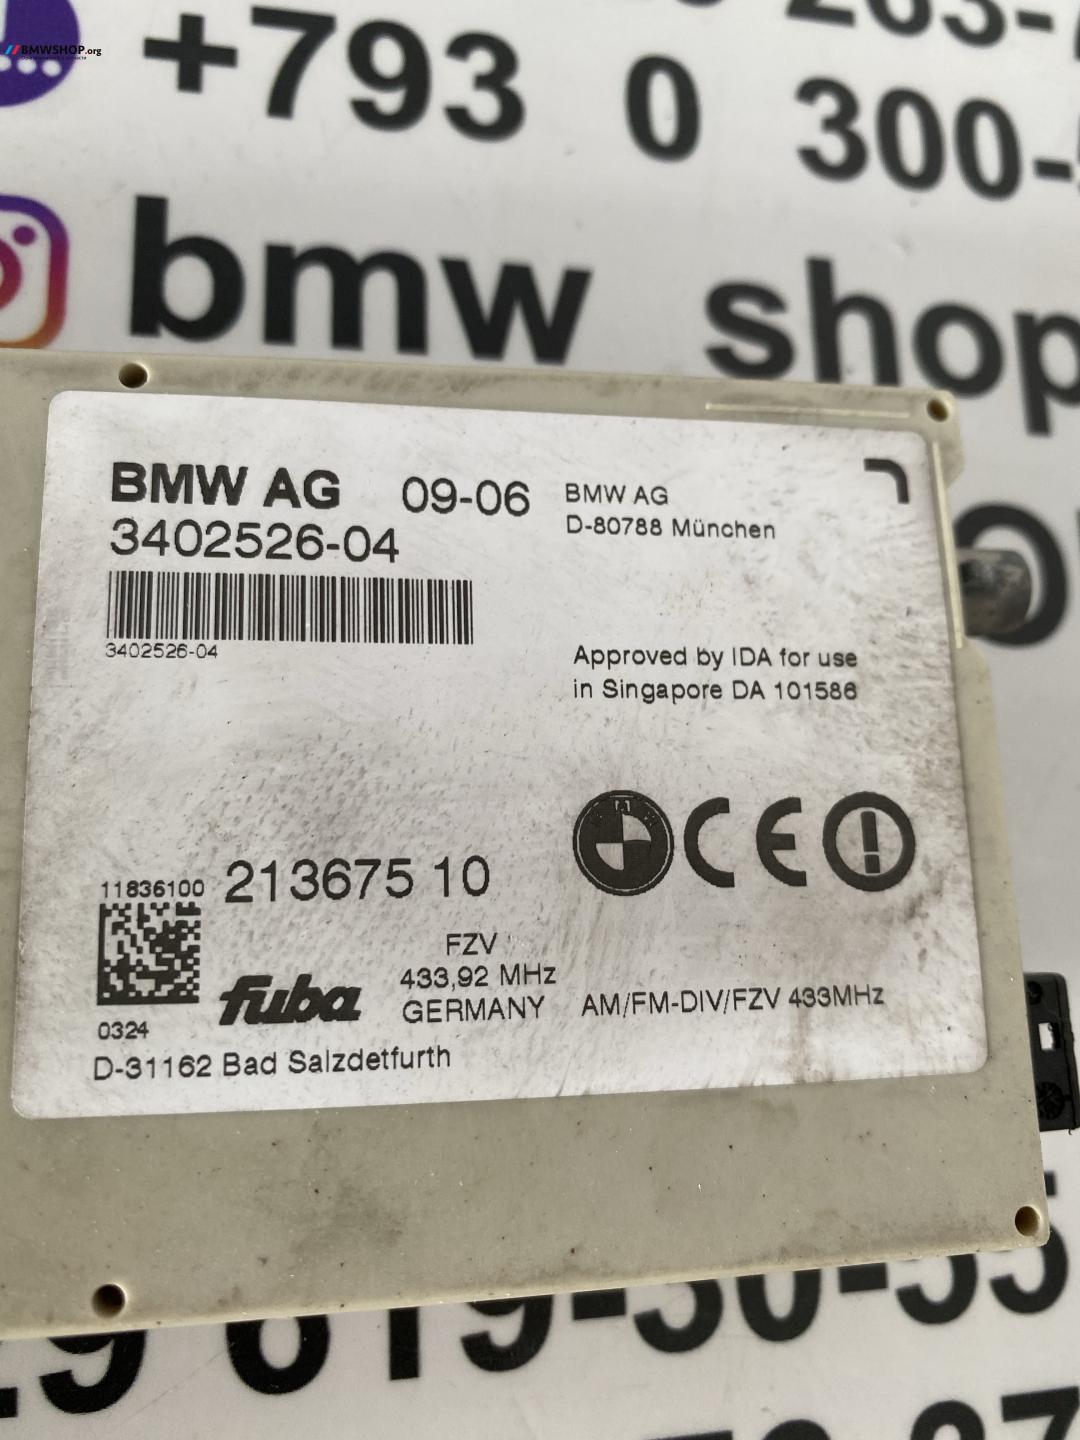 BMWSHOP.org
+793 0 300-
bmw shop
BMW AG 09-06
3402526-04
3402526-04
BMW AG
D-80788 München
Approved by IDA for use
in Singapore DA 101586
11836100 213675 10
CE
FZV
433,92 MHz
GERMANY
fuba
AM/FM-DIV/FZV 433MHz
0324
D-31162 Bad Salzdetfurth